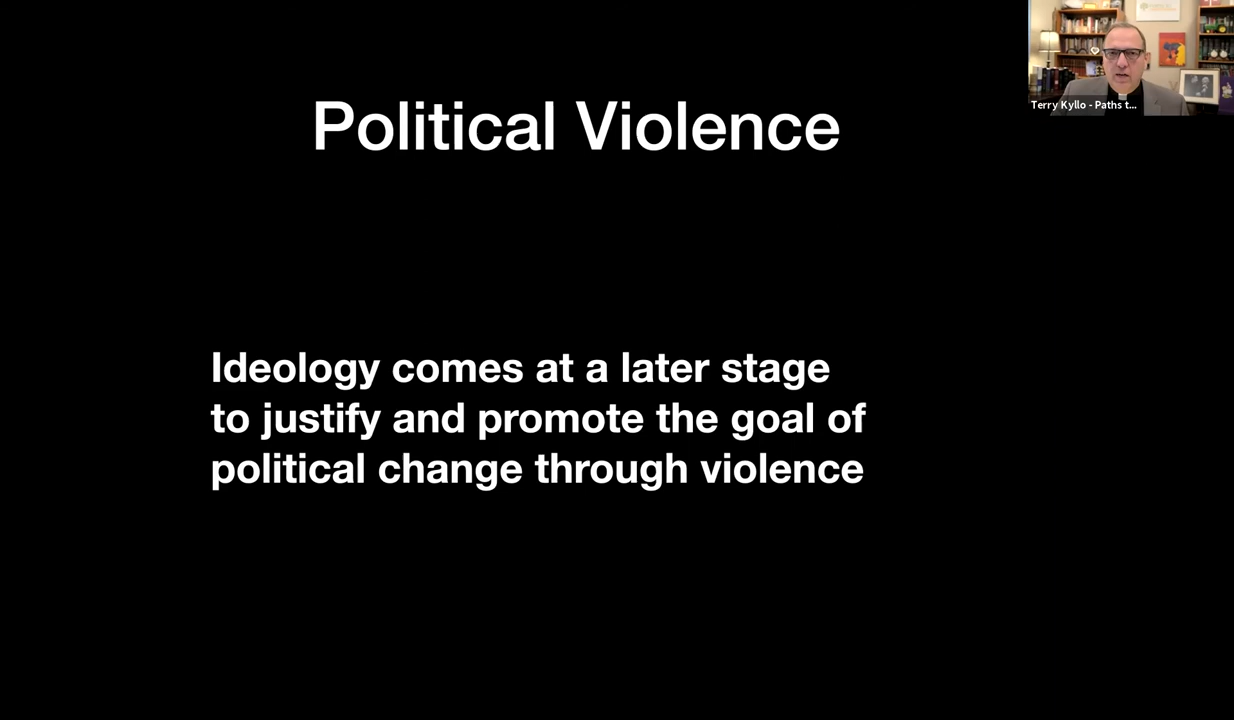 Political Violence
Terry Kyllo - Paths t...
Ideology comes at a later stage
to justify and promote the goal of
political change through violence